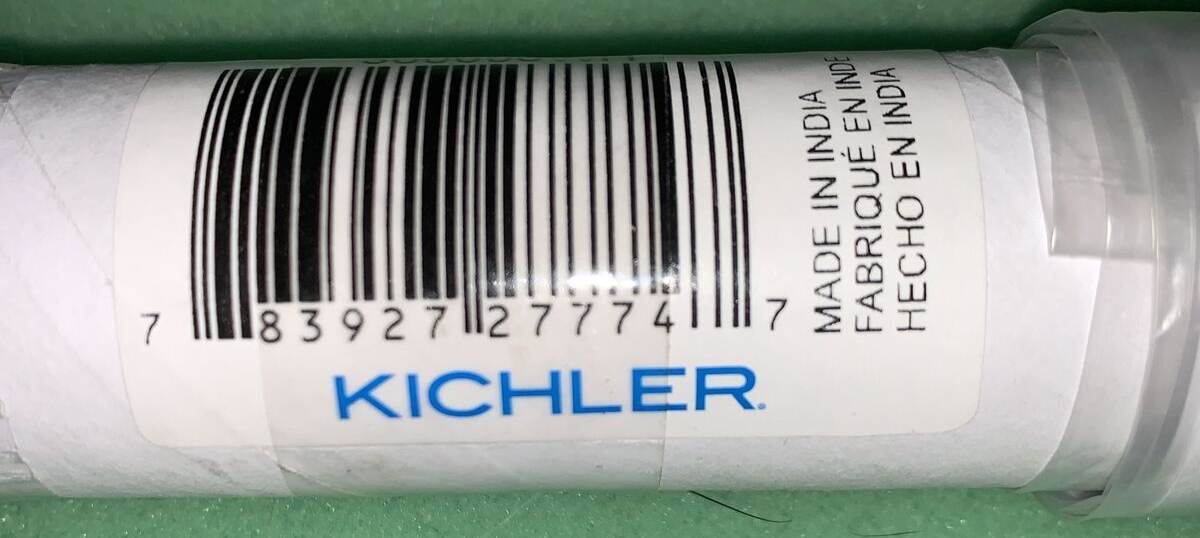 7 83927 27774 7
KICHLER®
MADE IN INDIA
FABRIQUÉ EN INDE
HECHO EN INDIA